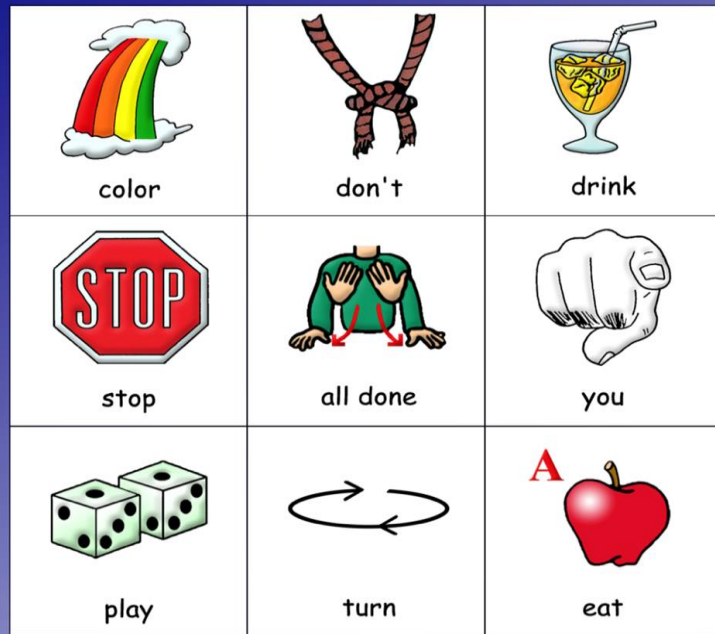 color
don't
drink
STOP
stop
all done
you
play
turn
A
eat